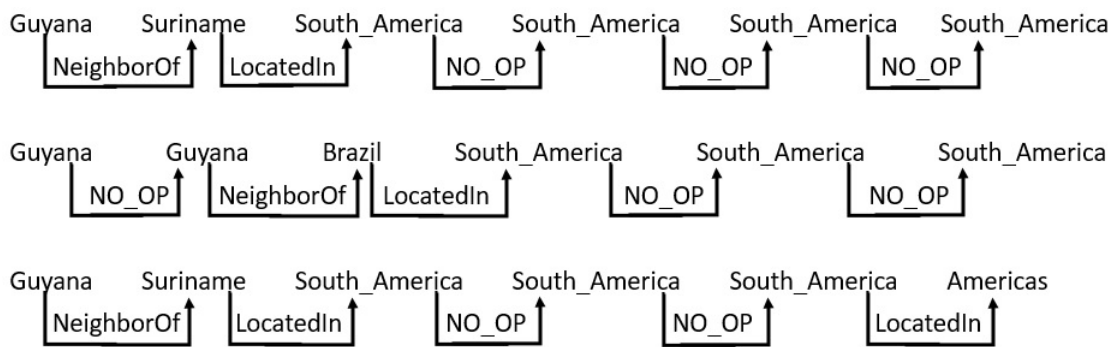 Guyana Suriname South_America South_America South_America South_America
NeighborOf LocatedIn NO_OP NO_OP NO_OP
Guyana Guyana Brazil South_America South_America South_America
NO_OP NeighborOf LocatedIn NO_OP NO_OP
Guyana Suriname South_America South_America South_America Americas
NeighborOf LocatedIn NO_OP NO_OP LocatedIn